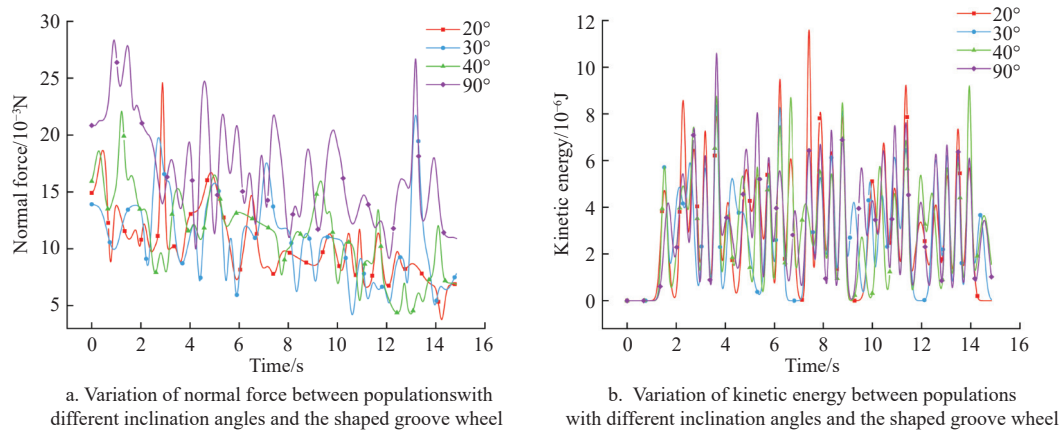 30
25
20
15
10
5
Normal force/10⁻³N
20°
30°
40°
90°
0 2 4 6 8 10 12 14 16
Time/s
a. Variation of normal force between populationswith
different inclination angles and the shaped groove wheel
12
10
8
6
4
2
0
Kinetic energy/10⁻⁶J
20°
30°
40°
90°
0 2 4 6 8 10 12 14 16
Time/s
b. Variation of kinetic energy between populations
with different inclination angles and the shaped groove wheel